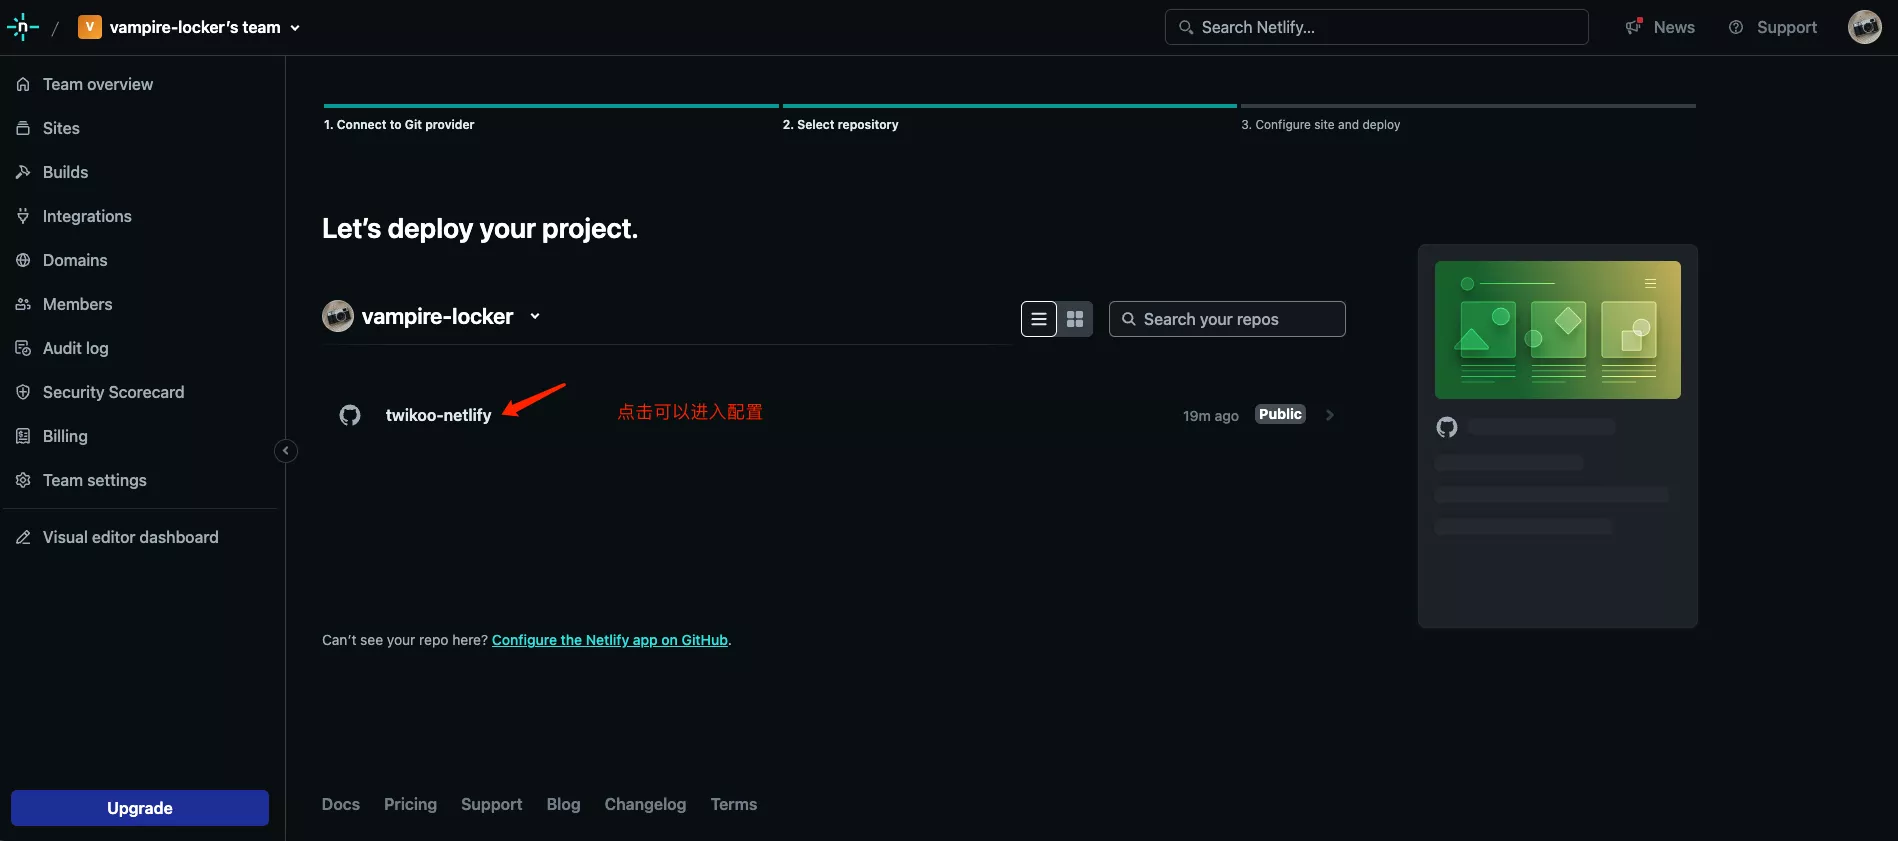 n / V vampire-locker's team
Search Netlify...
News
Support
Team overview
Sites
Builds
Integrations
Domains
Members
Audit log
Security Scorecard
Billing
Team settings
Visual editor dashboard
Upgrade
1. Connect to Git provider
2. Select repository
3. Configure site and deploy
Let's deploy your project.
vampire-locker
Search your repos
twikoo-netlify
点击可以进入配置
19m ago
Public
Can't see your repo here? Configure the Netlify app on GitHub.
Docs Pricing Support Blog Changelog Terms